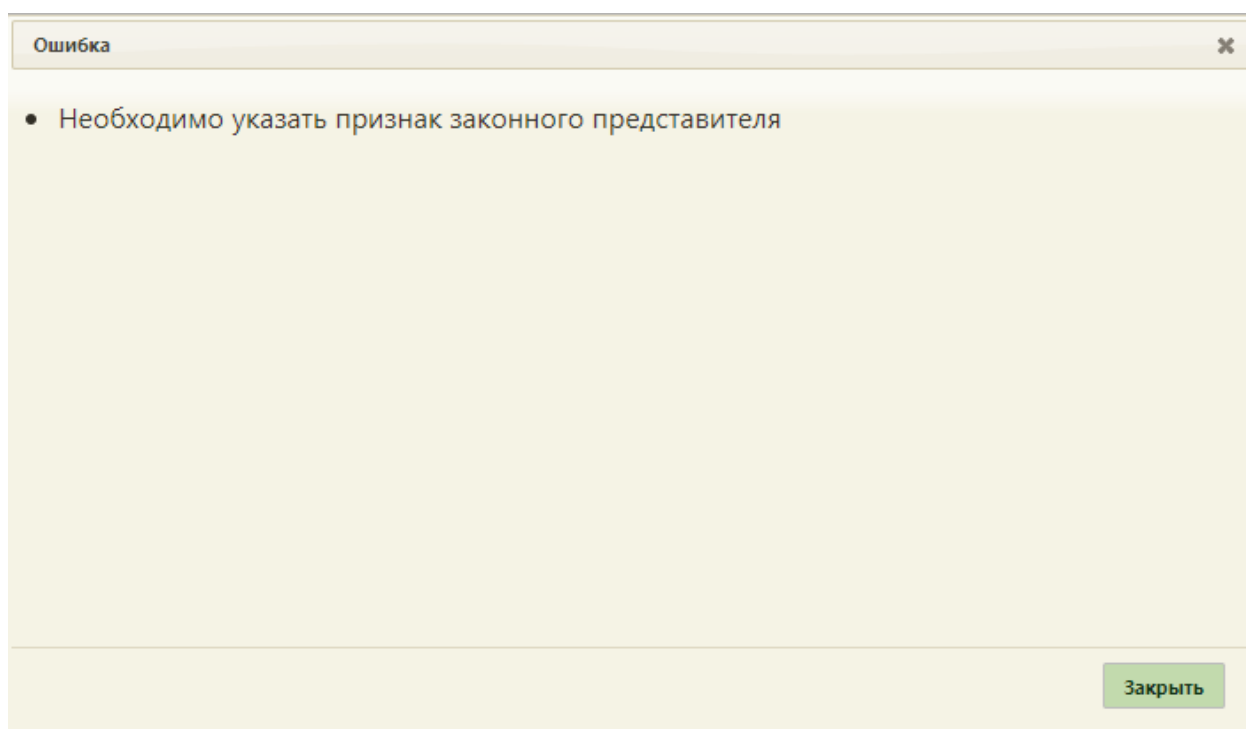 Ошибка
Необходимо указать признак законного представителя
Закрыть